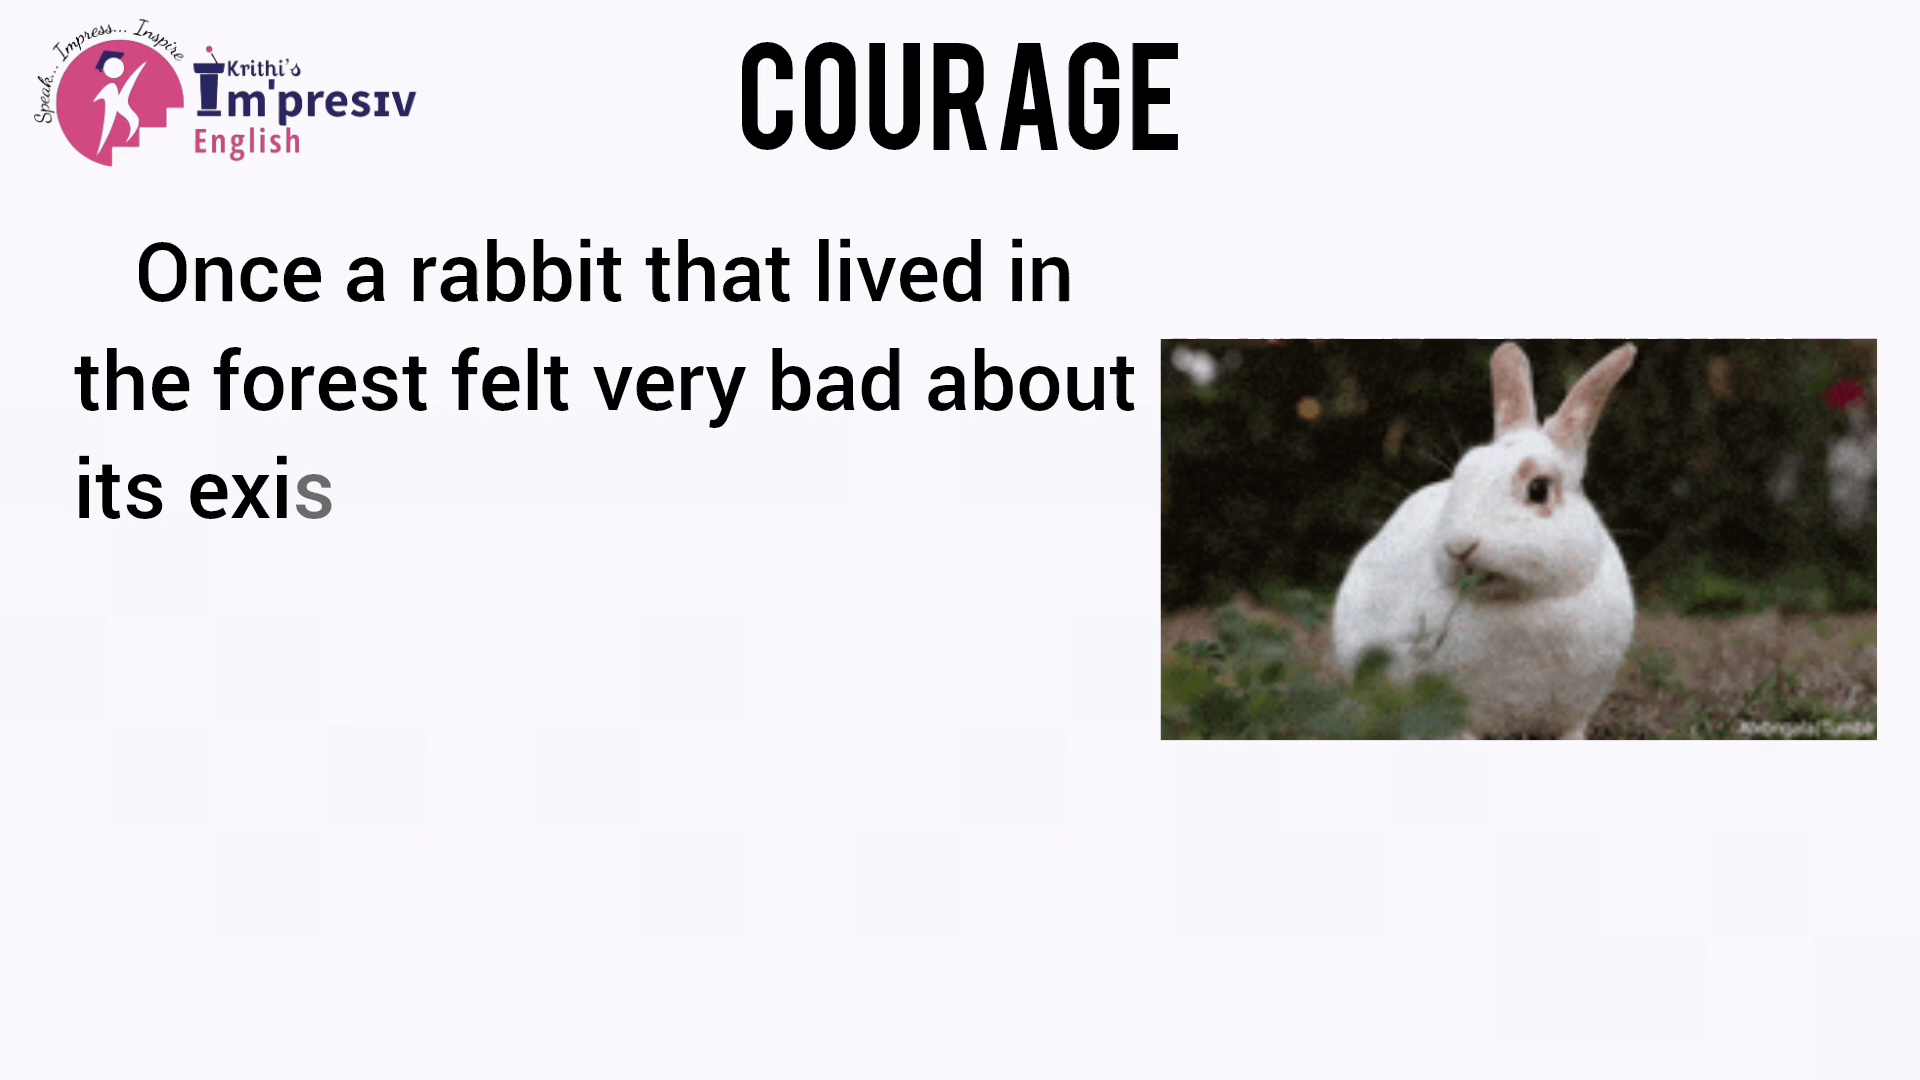 Speak... Impress... Inspire
Krithi's
Im'presıv
English
COURAGE
Once a rabbit that lived in
the forest felt very bad about
its exis